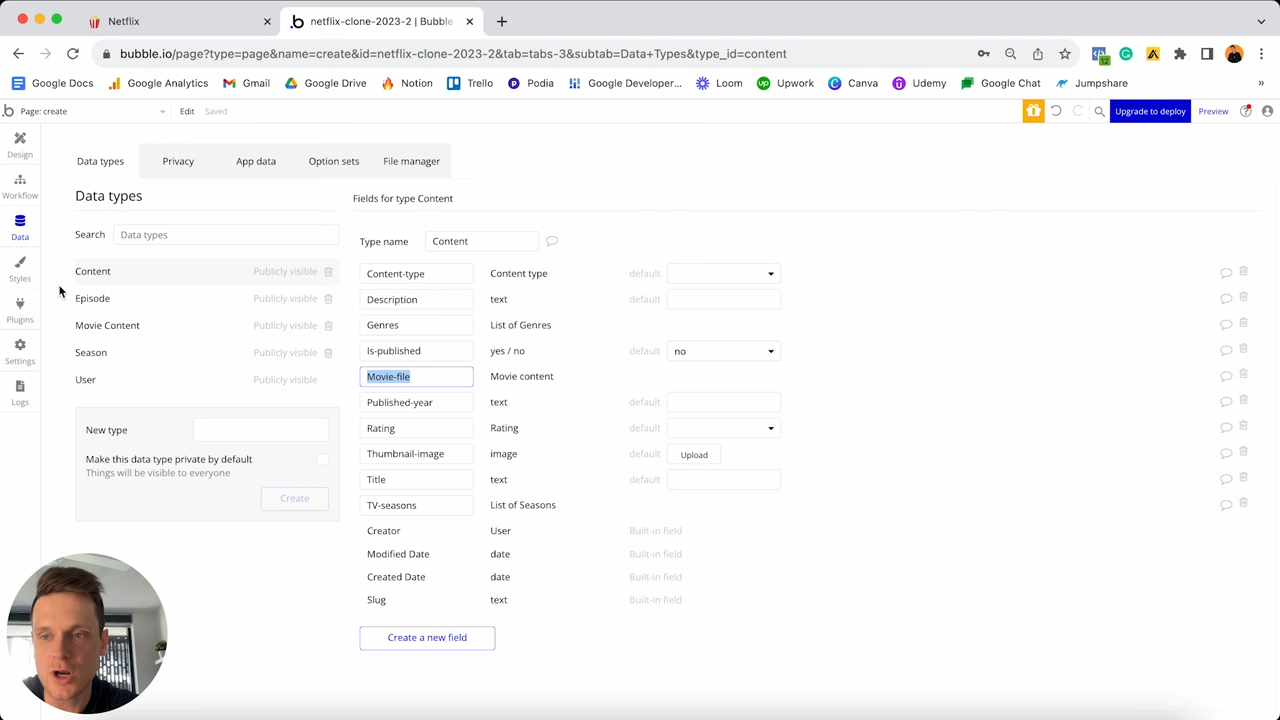 Netflix
netflix-clone-2023-2 | Bubble
bubble.io/page?type=page&name=create&id=netflix-clone-2023-2&tab=tabs-3&subtab=Data+Types&type_id=content
12
Google Docs Google Analytics Gmail Google Drive Notion Trello Podia Google Developer... Loom Upwork Canva Udemy Google Chat Jumpshare »
Page: create Edit Saved Upgrade to deploy Preview
Design
Workflow
Data
Styles
Plugins
Settings
Logs
Data types Privacy App data Option sets File manager
Data types
Search Data types
Content Publicly visible
Episode Publicly visible
Movie Content Publicly visible
Season Publicly visible
User Publicly visible
New type
Make this data type private by default
Things will be visible to everyone
Create
Fields for type Content
Type name Content
Content-type Content type default
Description text default
Genres List of Genres
Is-published yes / no default no
Movie-file Movie content
Published-year text default
Rating Rating default
Thumbnail-image image default Upload
Title text default
TV-seasons List of Seasons
Creator User Built-in field
Modified Date date Built-in field
Created Date date Built-in field
Slug text Built-in field
Create a new field